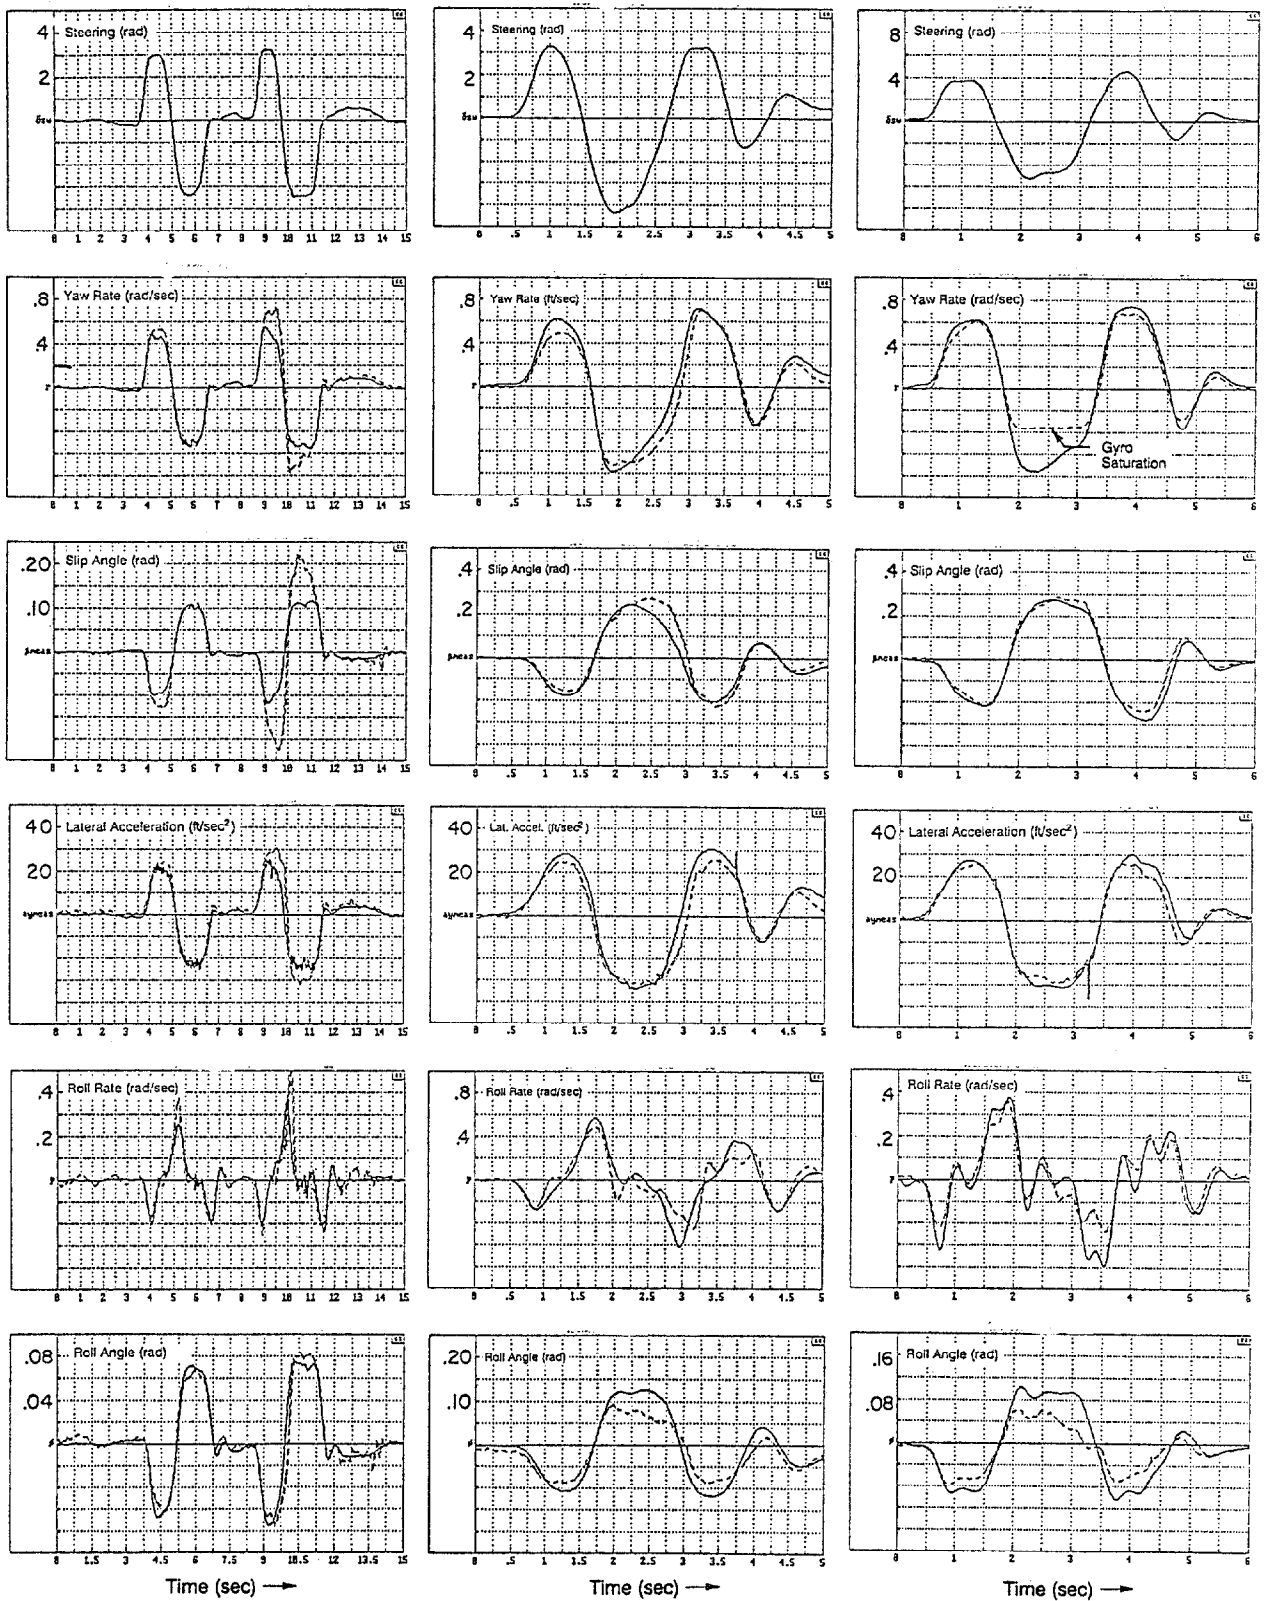 Steering (rad)
4
2
δsw
0 1 2 3 4 5 6 7 8 9 10 11 12 13 14 15
Steering (rad)
4
2
δsw
0 .5 1 1.5 2 2.5 3 3.5 4 4.5 5
Steering (rad)
8
4
δsw
0 1 2 3 4 5 6
Yaw Rate (rad/sec)
.8
.4
r
0 1 2 3 4 5 6 7 8 9 10 11 12 13 14 15
Yaw Rate (ft/sec)
.8
.4
r
0 .5 1 1.5 2 2.5 3 3.5 4 4.5 5
Yaw Rate (rad/sec)
.8
.4
r
Gyro
Saturation
0 1 2 3 4 5 6
Slip Angle (rad)
.20
.10
βmeas
0 1 2 3 4 5 6 7 8 9 10 11 12 13 14 15
Slip Angle (rad)
.4
.2
βmeas
0 .5 1 1.5 2 2.5 3 3.5 4 4.5 5
Slip Angle (rad)
.4
.2
βmeas
0 1 2 3 4 5 6
Lateral Acceleration (ft/sec²)
40
20
aymeas
0 1 2 3 4 5 6 7 8 9 10 11 12 13 14 15
Lat. Accel. (ft/sec²)
40
20
aymeas
0 .5 1 1.5 2 2.5 3 3.5 4 4.5 5
Lateral Acceleration (ft/sec²)
40
20
aymeas
0 1 2 3 4 5 6
Roll Rate (rad/sec)
.4
.2
0 1 2 3 4 5 6 7 8 9 10 11 12 13 14 15
Roll Rate (rad/sec)
.8
.4
0 .5 1 1.5 2 2.5 3 3.5 4 4.5 5
Roll Rate (rad/sec)
.4
.2
0 1 2 3 4 5 6
Roll Angle (rad)
.08
.04
0 1.5 3 4.5 6 7.5 9 10.5 12 13.5 15
Time (sec) →
Roll Angle (rad)
.20
.10
0 .5 1 1.5 2 2.5 3 3.5 4 4.5 5
Time (sec) →
Roll Angle (rad)
.16
.08
0 1 2 3 4 5 6
Time (sec) →